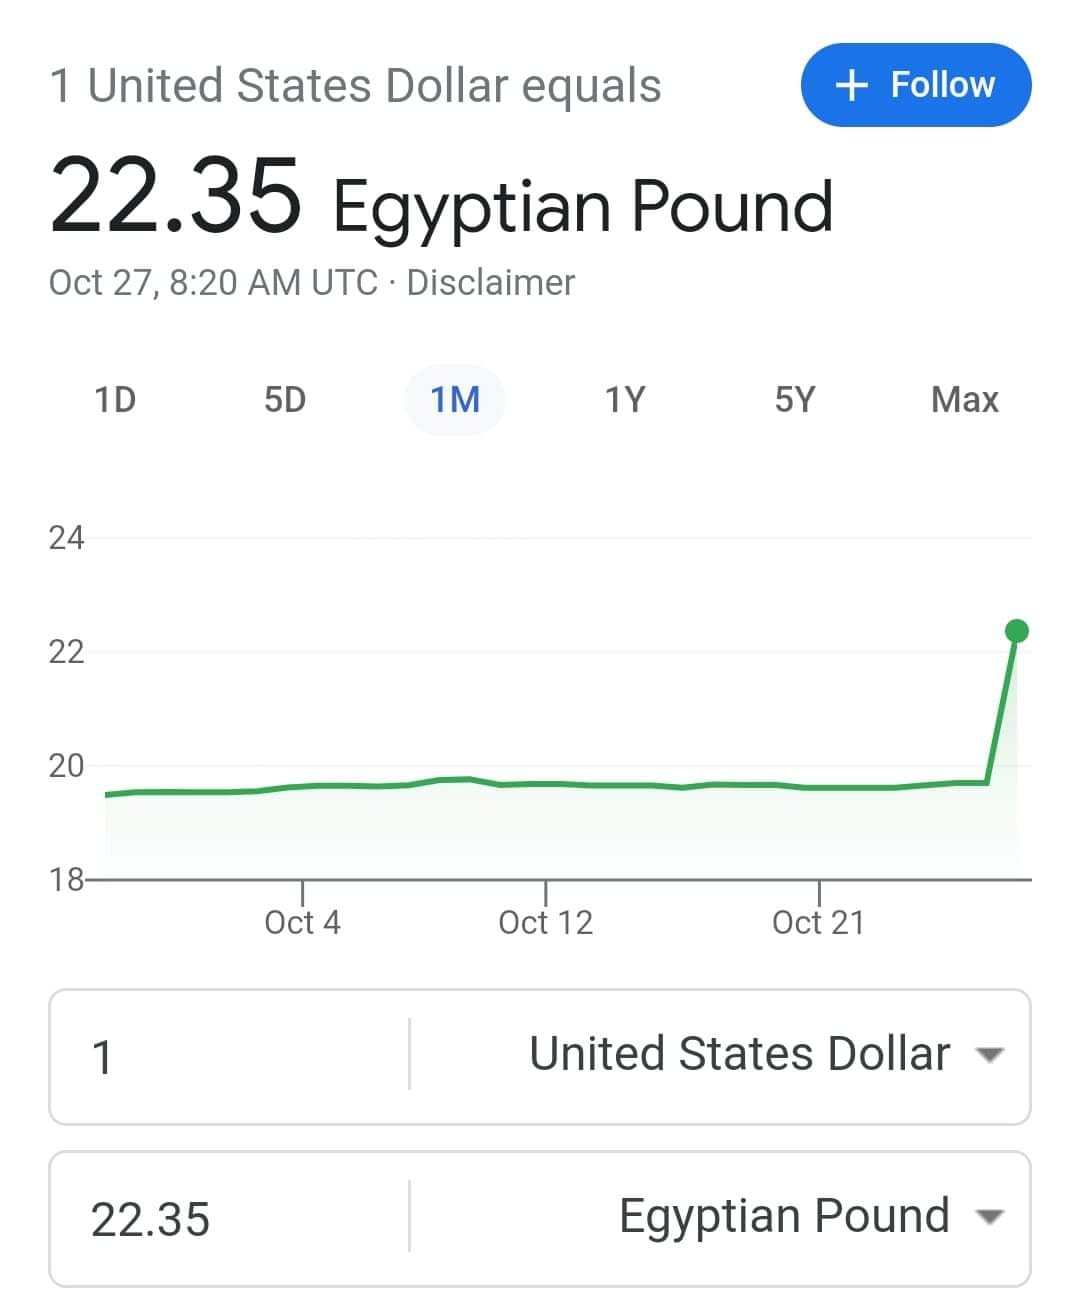 1 United States Dollar equals
+ Follow
22.35 Egyptian Pound
Oct 27, 8:20 AM UTC · Disclaimer
1D 5D 1M 1Y 5Y Max
24
22
20
18
Oct 4 Oct 12 Oct 21
1 United States Dollar
22.35 Egyptian Pound